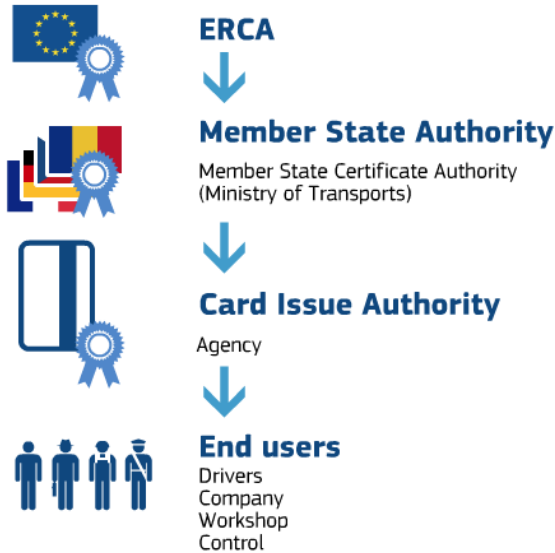 ERCA
Member State Authority
Member State Certificate Authority
(Ministry of Transports)
Card Issue Authority
Agency
End users
Drivers
Company
Workshop
Control